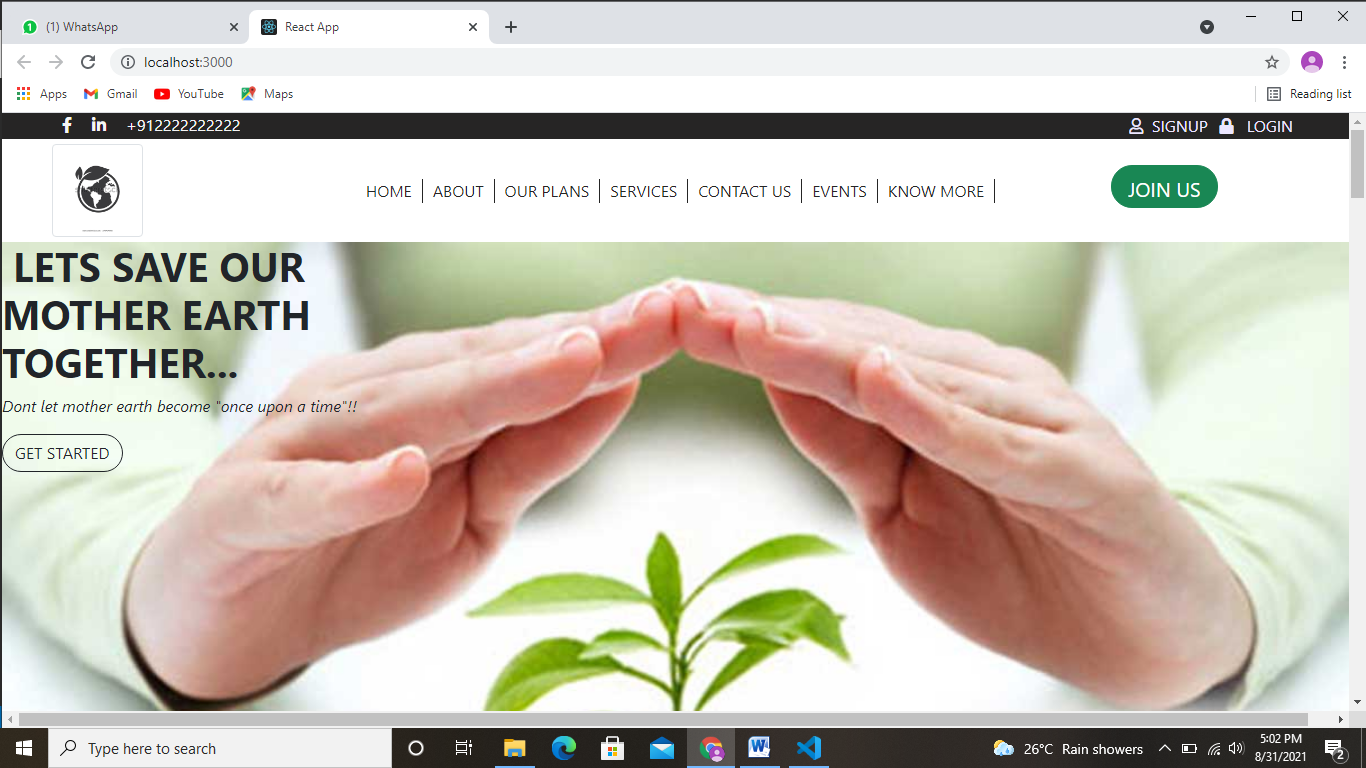 (1) WhatsApp
React App
localhost:3000
Apps Gmail YouTube Maps Reading list
+912222222222 SIGNUP LOGIN
HOME ABOUT OUR PLANS SERVICES CONTACT US EVENTS KNOW MORE JOIN US
LETS SAVE OUR
MOTHER EARTH
TOGETHER...
Dont let mother earth become "once upon a time"!!
GET STARTED
Type here to search
26°C Rain showers
5:02 PM
8/31/2021
2